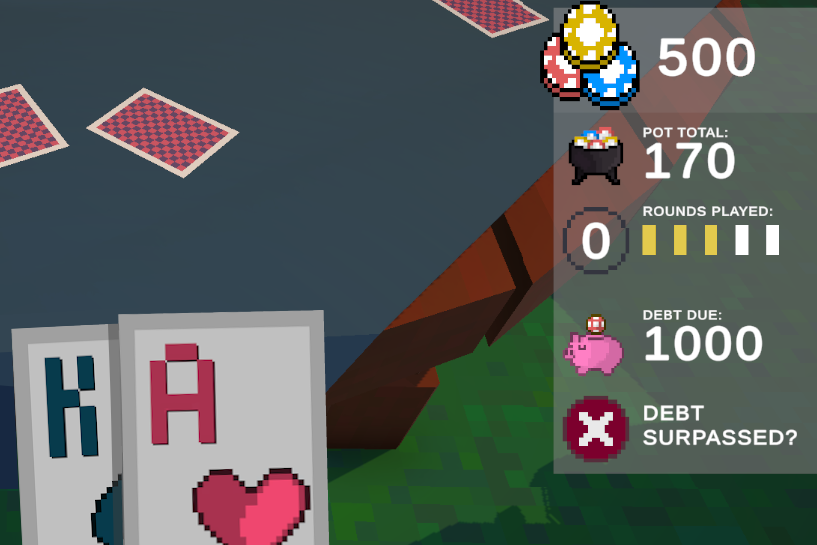 500
POT TOTAL:
170
ROUNDS PLAYED:
0
DEBT DUE:
1000
DEBT
SURPASSED?
K
A